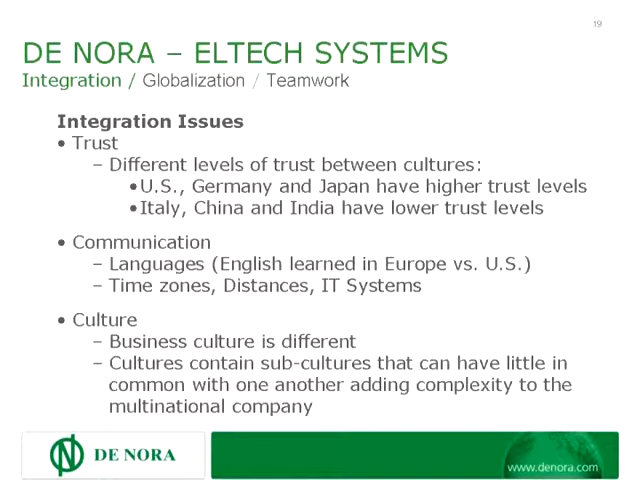 19
DE NORA – ELTECH SYSTEMS
Integration / Globalization / Teamwork
Integration Issues
• Trust
– Different levels of trust between cultures:
•U.S., Germany and Japan have higher trust levels
•Italy, China and India have lower trust levels
• Communication
– Languages (English learned in Europe vs. U.S.)
– Time zones, Distances, IT Systems
• Culture
– Business culture is different
– Cultures contain sub-cultures that can have little in
common with one another adding complexity to the
multinational company
DE NORA
www.denora.com